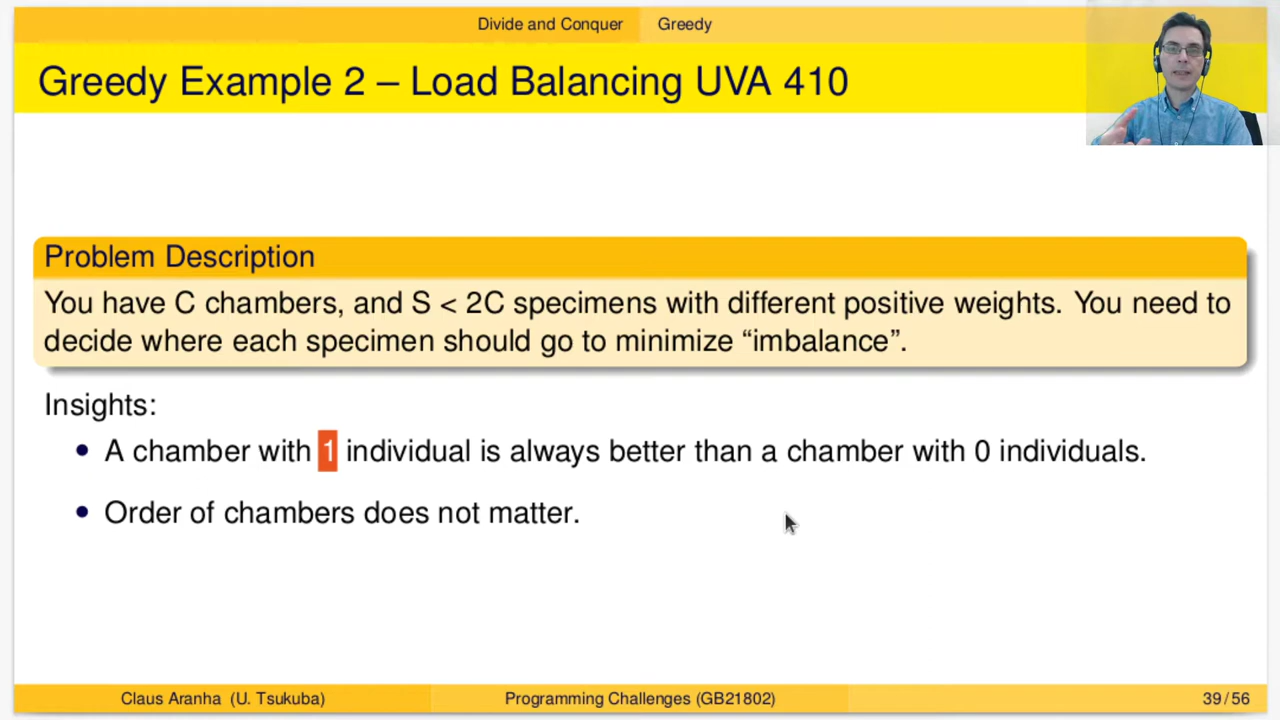 Divide and Conquer Greedy
Greedy Example 2 – Load Balancing UVA 410
Problem Description
You have C chambers, and S < 2C specimens with different positive weights. You need to
decide where each specimen should go to minimize “imbalance”.
Insights:
• A chamber with 1 individual is always better than a chamber with 0 individuals.
• Order of chambers does not matter.
Claus Aranha (U. Tsukuba) Programming Challenges (GB21802) 39 / 56